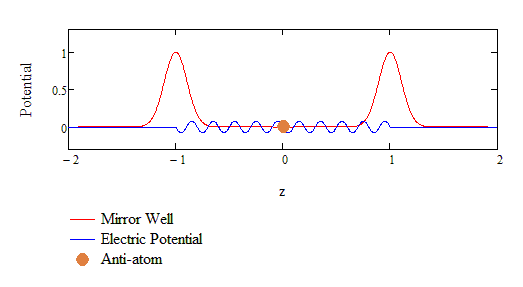 1
0.5
0
Potential
− 2
− 1
0
1
2
z
Mirror Well
Electric Potential
Anti-atom